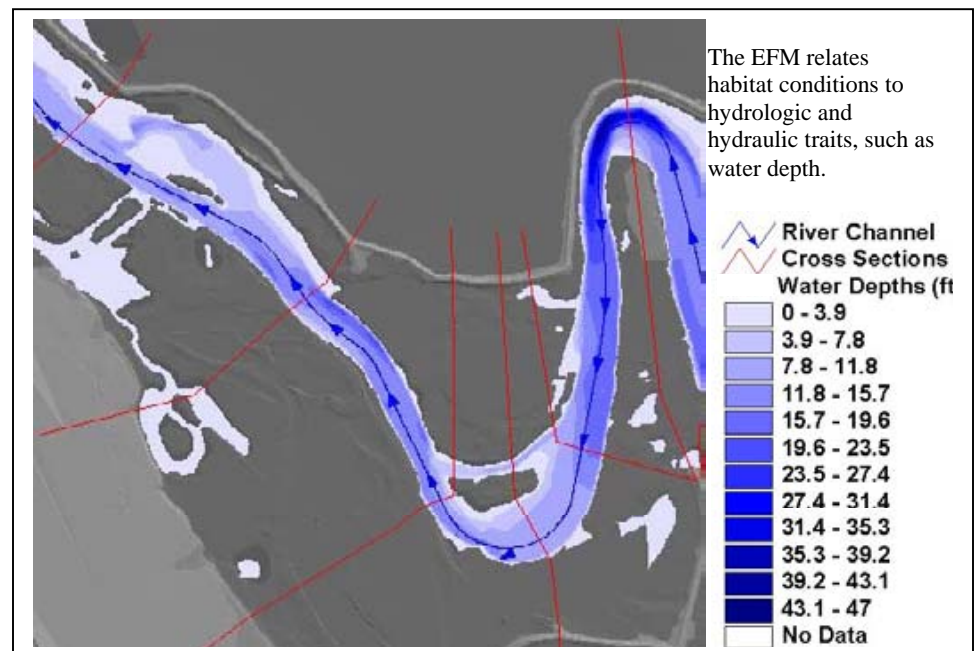 The EFM relates
habitat conditions to
hydrologic and
hydraulic traits, such as
water depth.
River Channel
Cross Sections
Water Depths (ft
0 - 3.9
3.9 - 7.8
7.8 - 11.8
11.8 - 15.7
15.7 - 19.6
19.6 - 23.5
23.5 - 27.4
27.4 - 31.4
31.4 - 35.3
35.3 - 39.2
39.2 - 43.1
43.1 - 47
No Data